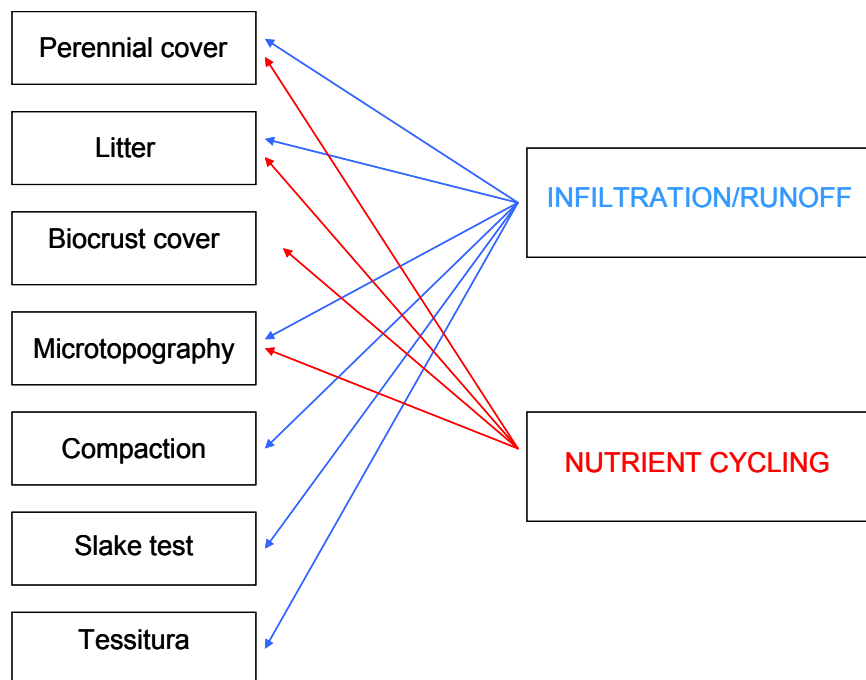 Perennial cover
Litter
INFILTRATION/RUNOFF
Biocrust cover
Microtopography
Compaction
NUTRIENT CYCLING
Slake test
Tessitura